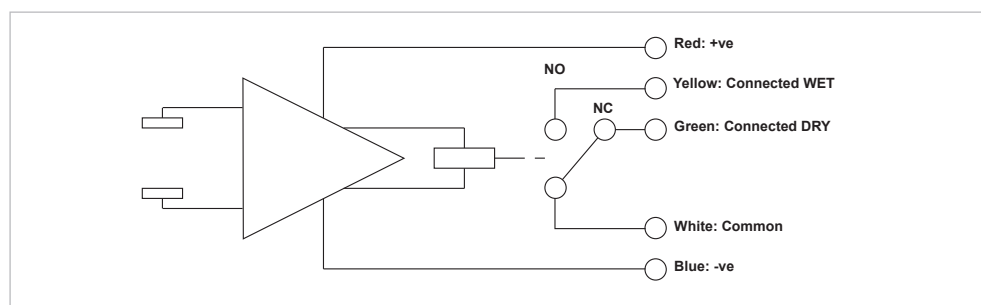 Red: +ve
NO
Yellow: Connected WET
NC
Green: Connected DRY
White: Common
Blue: -ve